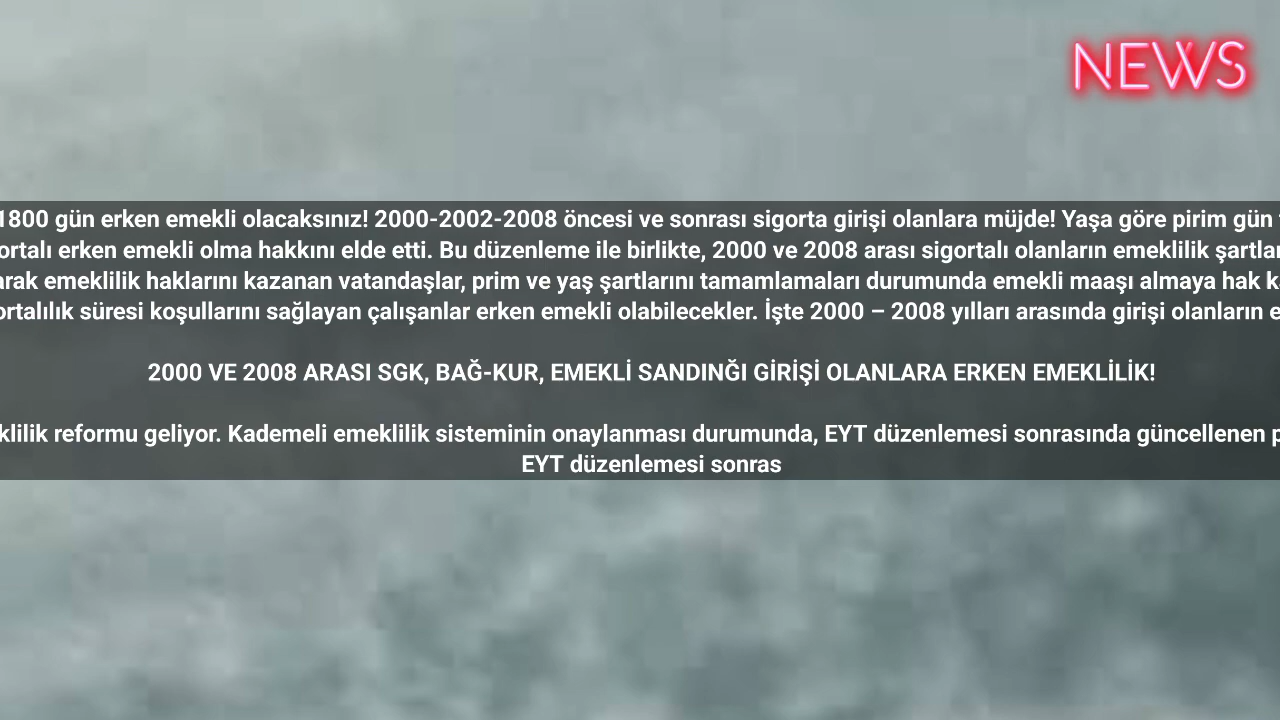 NEWS
1800 gün erken emekli olacaksınız! 2000-2002-2008 öncesi ve sonrası sigorta girişi olanlara müjde! Yaşa göre pirim gün
ortalı erken emekli olma hakkını elde etti. Bu düzenleme ile birlikte, 2000 ve 2008 arası sigortalı olanların emeklilik şartlar
arak emeklilik haklarını kazanan vatandaşlar, prim ve yaş şartlarını tamamlamaları durumunda emekli maaşı almaya hak k
ortalılık süresi koşullarını sağlayan çalışanlar erken emekli olabilecekler. İşte 2000 – 2008 yılları arasında girişi olanların e
2000 VE 2008 ARASI SGK, BAĞ-KUR, EMEKLİ SANDINĞI GİRİŞİ OLANLARA ERKEN EMEKLİLİK!
klilik reformu geliyor. Kademeli emeklilik sisteminin onaylanması durumunda, EYT düzenlemesi sonrasında güncellenen p
EYT düzenlemesi sonras